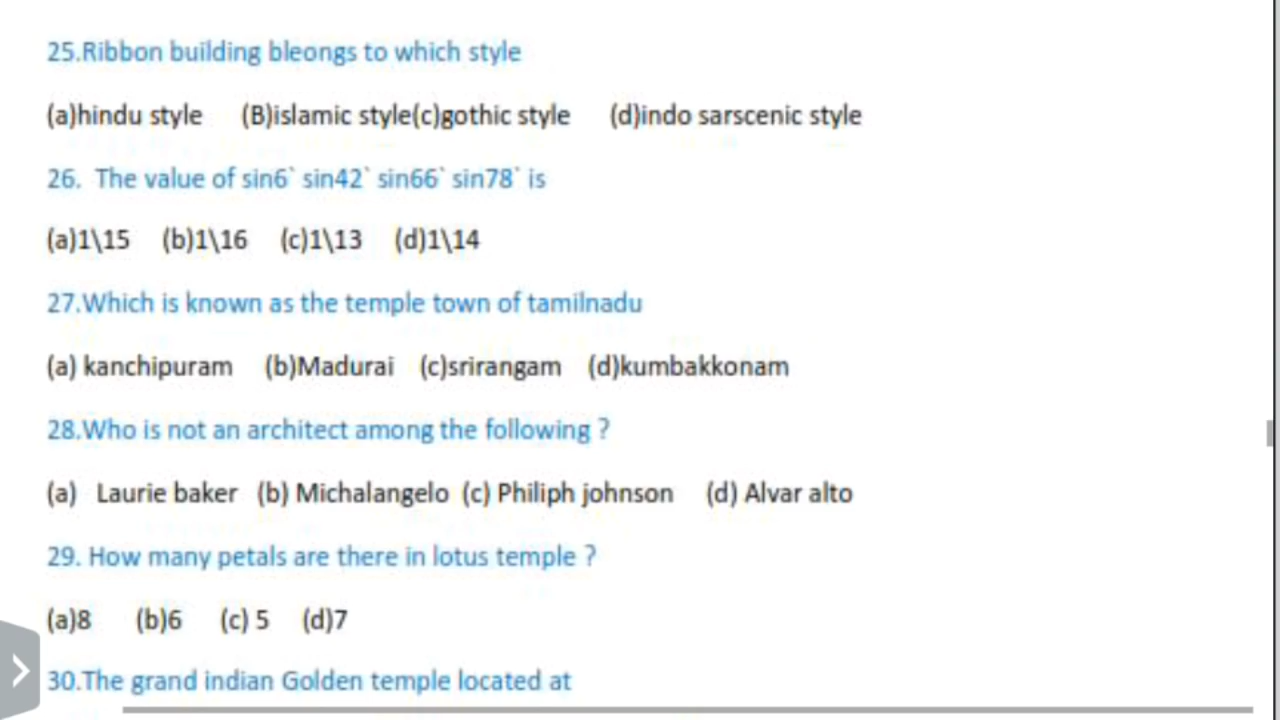 25.Ribbon building bleongs to which style
(a)hindu style (B)islamic style(c)gothic style (d)indo sarscenic style
26. The value of sin6` sin42` sin66` sin78` is
(a)1\15 (b)1\16 (c)1\13 (d)1\14
27.Which is known as the temple town of tamilnadu
(a) kanchipuram (b)Madurai (c)srirangam (d)kumbakkonam
28.Who is not an architect among the following ?
(a) Laurie baker (b) Michalangelo (c) Philiph johnson (d) Alvar alto
29. How many petals are there in lotus temple ?
(a)8 (b)6 (c) 5 (d)7
30.The grand indian Golden temple located at